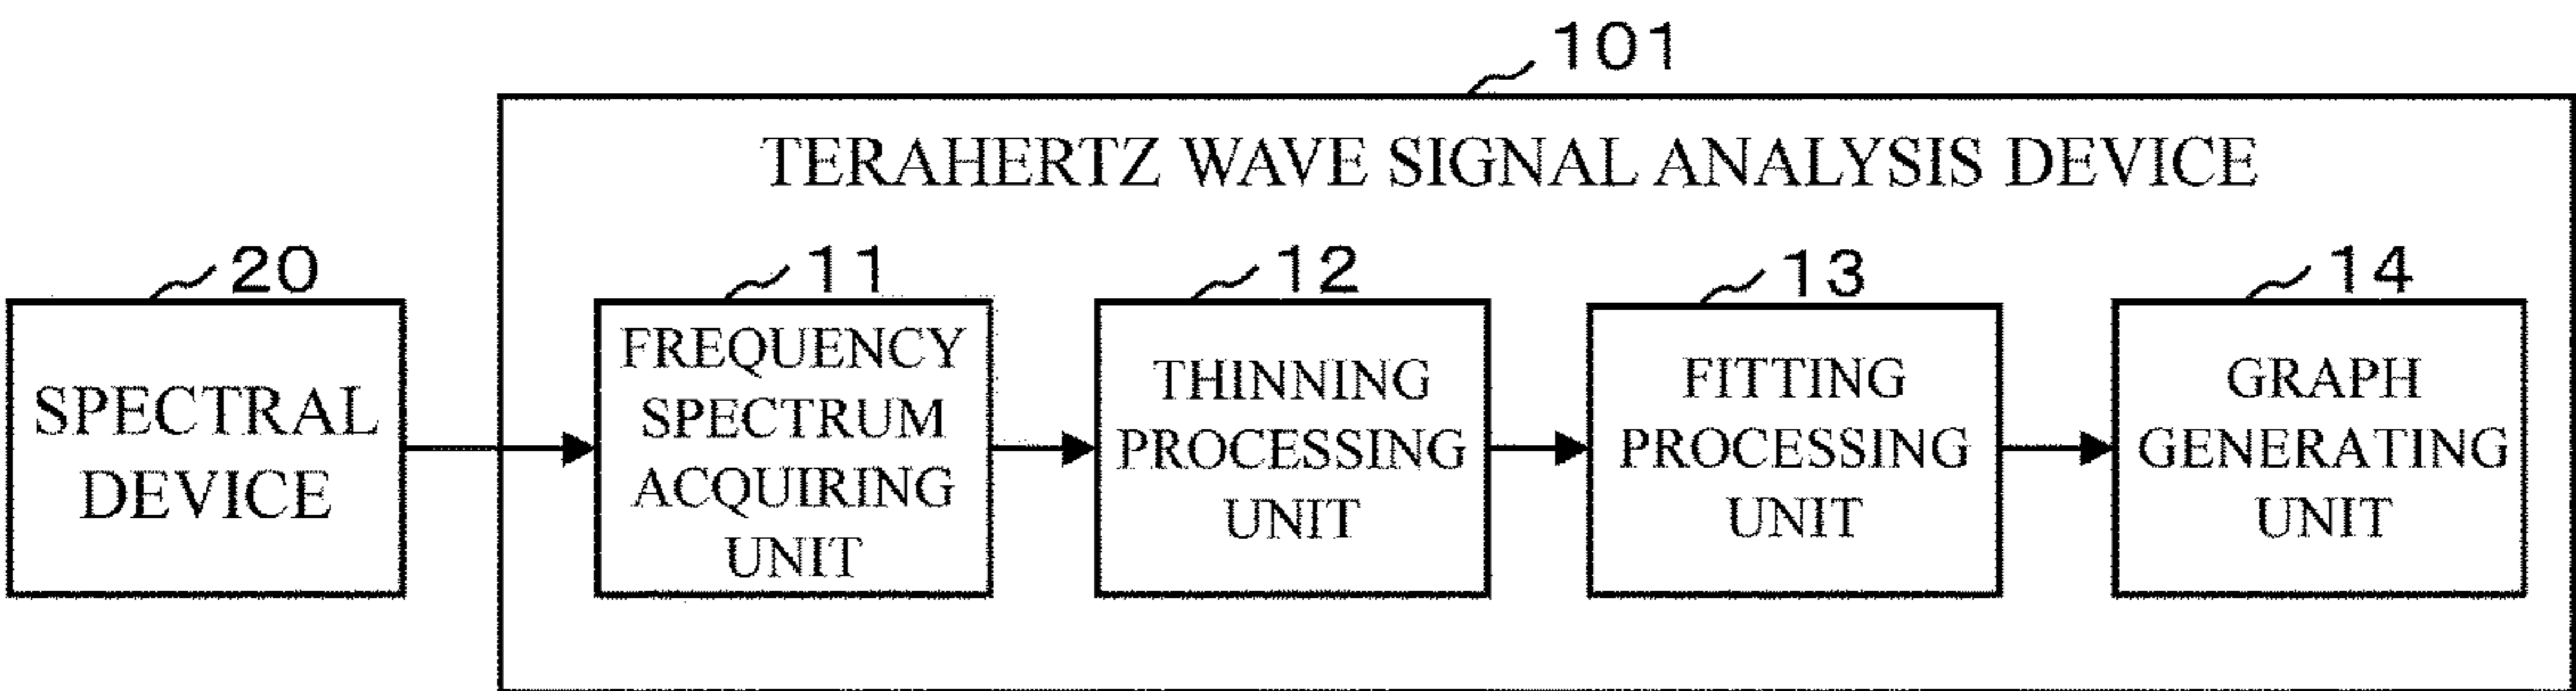 101
TERAHERTZ WAVE SIGNAL ANALYSIS DEVICE
20
SPECTRAL
DEVICE
11
FREQUENCY
SPECTRUM
ACQUIRING
UNIT
12
THINNING
PROCESSING
UNIT
13
FITTING
PROCESSING
UNIT
14
GRAPH
GENERATING
UNIT